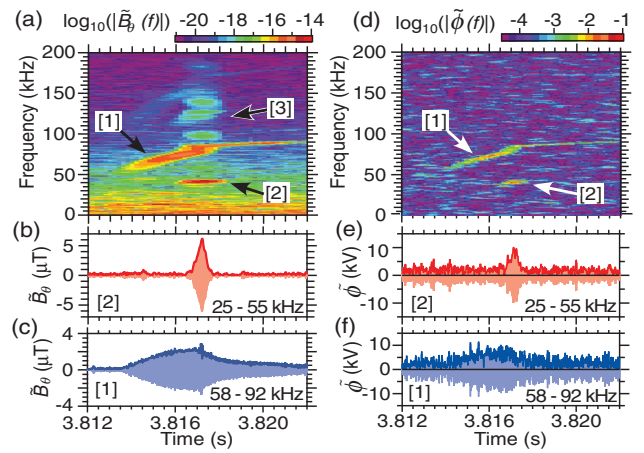 (a) log₁₀(|B̃θ (f)|) -20 -18 -16 -14
200
150
100
50
0
Frequency (kHz)
[1]
[3]
[2]
(b)
5
0
-5
B̃θ (μT)
[2] 25 - 55 kHz
(c)
4
2
0
-4
B̃θ (μT)
[1] 58 - 92 kHz
3.812 3.816 3.820
Time (s)
(d) log₁₀(|ϕ̃ (f)|) -4 -3 -2 -1
200
150
100
50
0
Frequency (kHz)
[1]
[2]
(e)
10
0
-10
ϕ̃ (kV)
[2] 25 - 55 kHz
(f)
10
0
-10
ϕ̃ (kV)
[1] 58 - 92 kHz
3.812 3.816 3.820
Time (s)